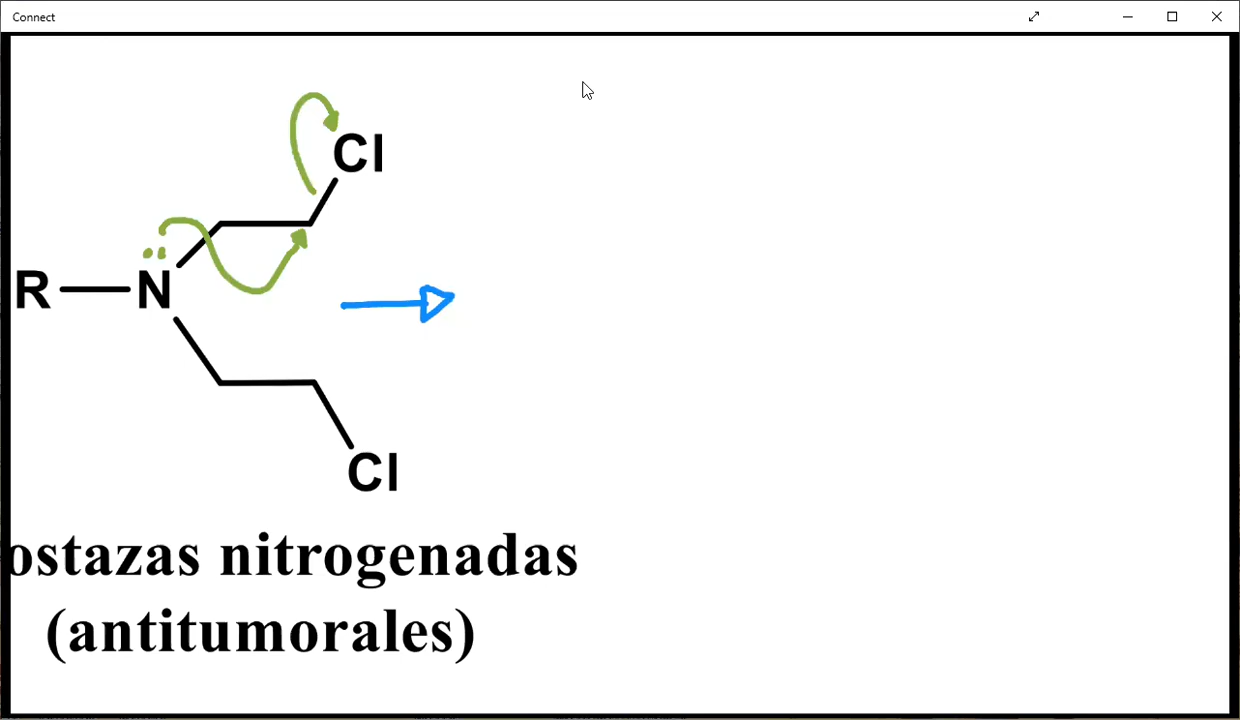 Connect
Cl
R
N
Cl
ostazas nitrogenadas
(antitumorales)